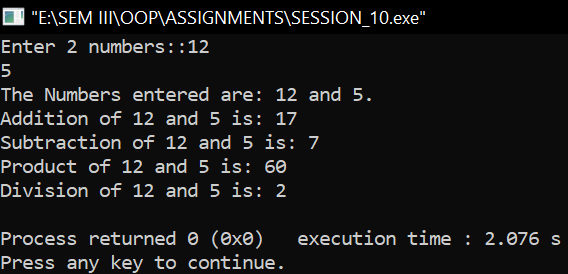 "E:\SEM III\OOP\ASSIGNMENTS\SESSION_10.exe"
Enter 2 numbers::12
5
The Numbers entered are: 12 and 5.
Addition of 12 and 5 is: 17
Subtraction of 12 and 5 is: 7
Product of 12 and 5 is: 60
Division of 12 and 5 is: 2
Process returned 0 (0x0)   execution time : 2.076 s
Press any key to continue.